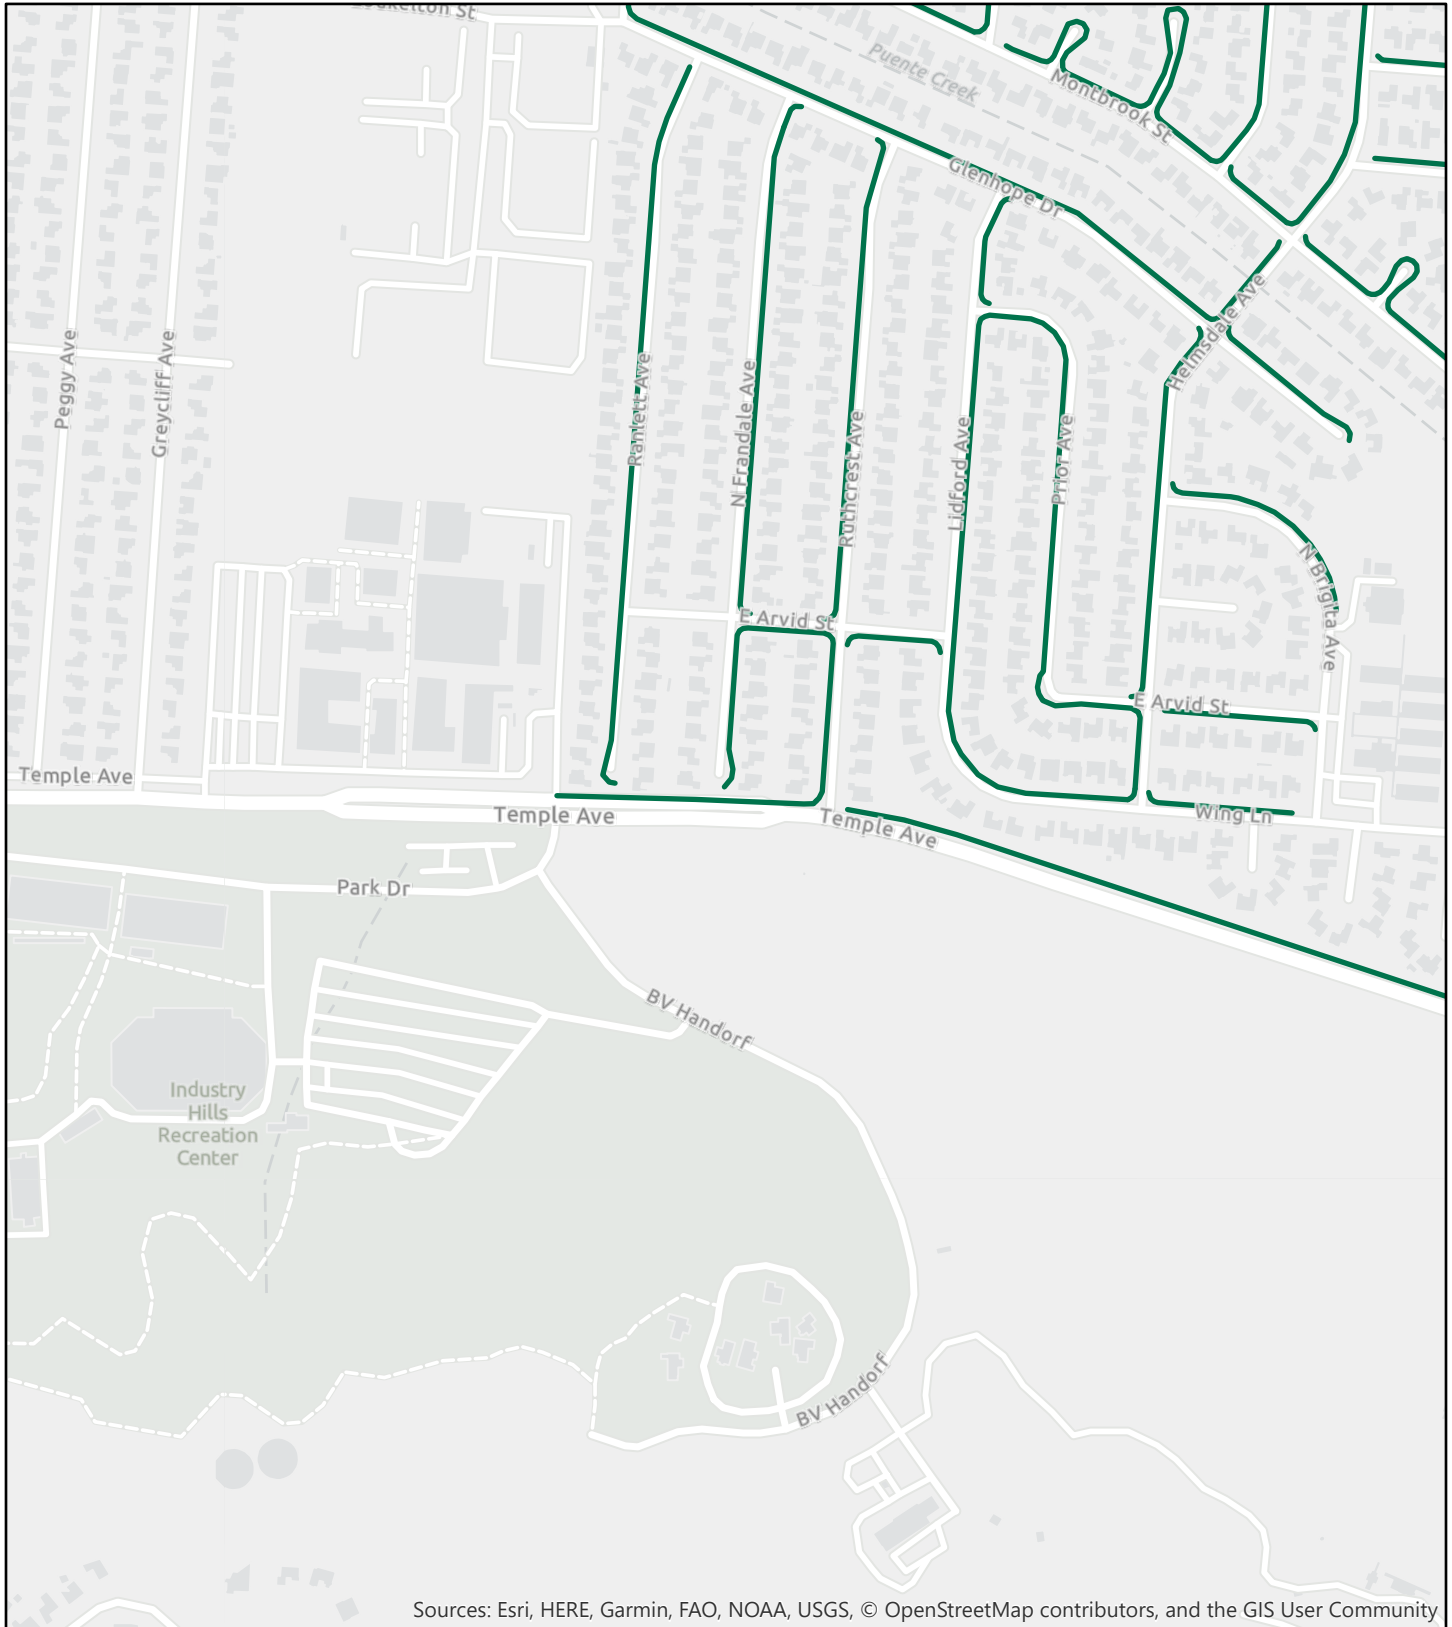 St
Puente Creek
Montbrook St
Glenhope Dr
Helmsdale Ave
Peggy Ave
Greycliff Ave
Ranlett Ave
N Frandale Ave
Ruthcrest Ave
Lidford Ave
Prior Ave
N Brigita Ave
E Arvid St
E Arvid St
Temple Ave
Temple Ave
Temple Ave
Wing Ln
Park Dr
BV Handorf
Industry
Hills
Recreation
Center
BV Handorf
Sources: Esri, HERE, Garmin, FAO, NOAA, USGS, © OpenStreetMap contributors, and the GIS User Community